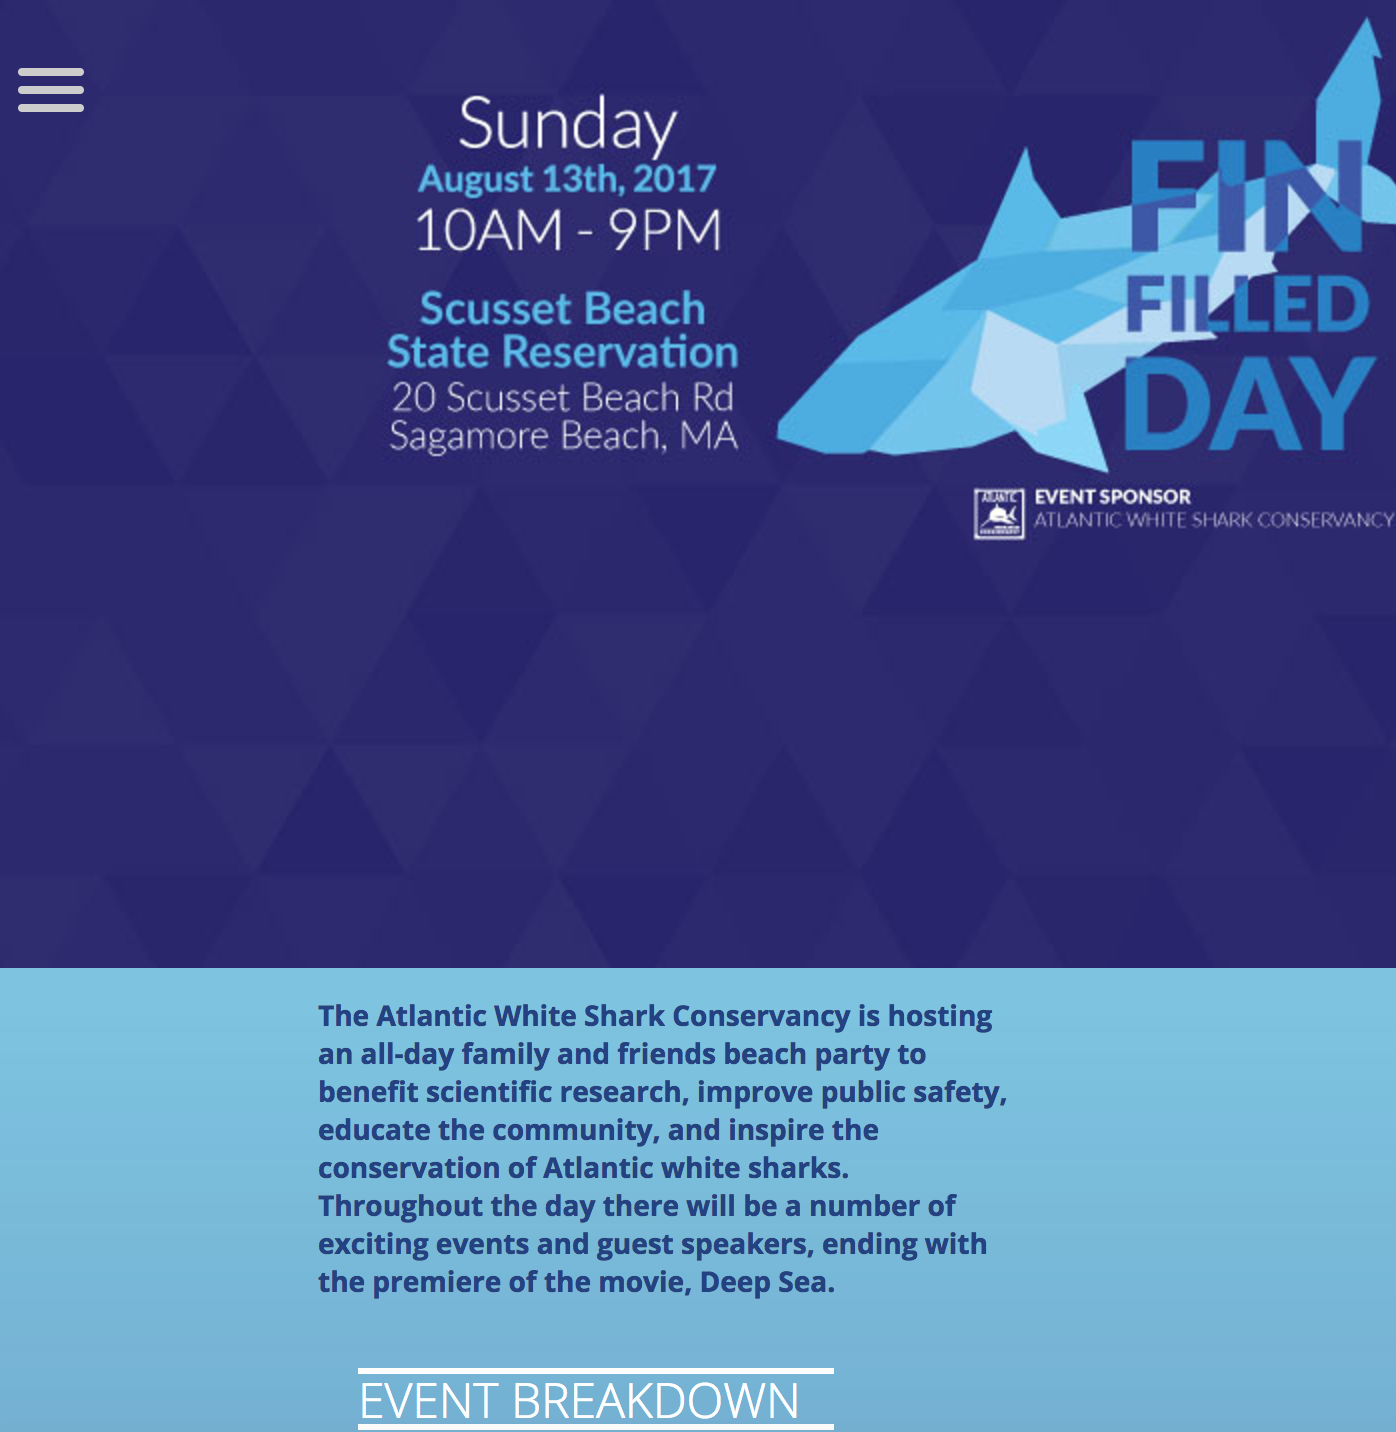 Sunday
August 13th, 2017
10AM - 9PM
Scusset Beach
State Reservation
20 Scusset Beach Rd
Sagamore Beach, MA
FIN
FILLED
DAY
ATLANTIC
EVENT SPONSOR
ATLANTIC WHITE SHARK CONSERVANCY
The Atlantic White Shark Conservancy is hosting
an all-day family and friends beach party to
benefit scientific research, improve public safety,
educate the community, and inspire the
conservation of Atlantic white sharks.
Throughout the day there will be a number of
exciting events and guest speakers, ending with
the premiere of the movie, Deep Sea.
EVENT BREAKDOWN